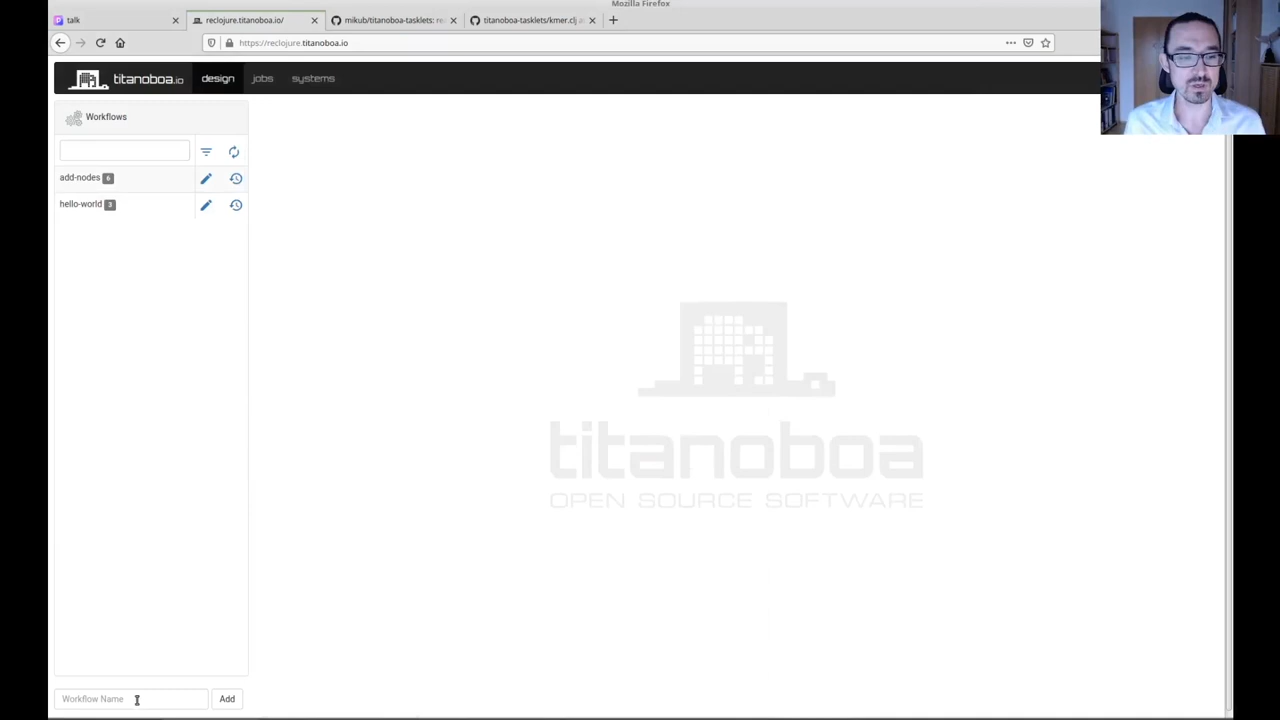 Mozilla Firefox
talk
reclojure.titanoboa.io/
mikub/titanoboa-tasklets: re
titanoboa-tasklets/kmer.clj a
https://reclojure.titanoboa.io
titanoboa.io
design
jobs
systems
Workflows
add-nodes 6
hello-world 3
titanoboa
OPEN SOURCE SOFTWARE
Workflow Name
Add